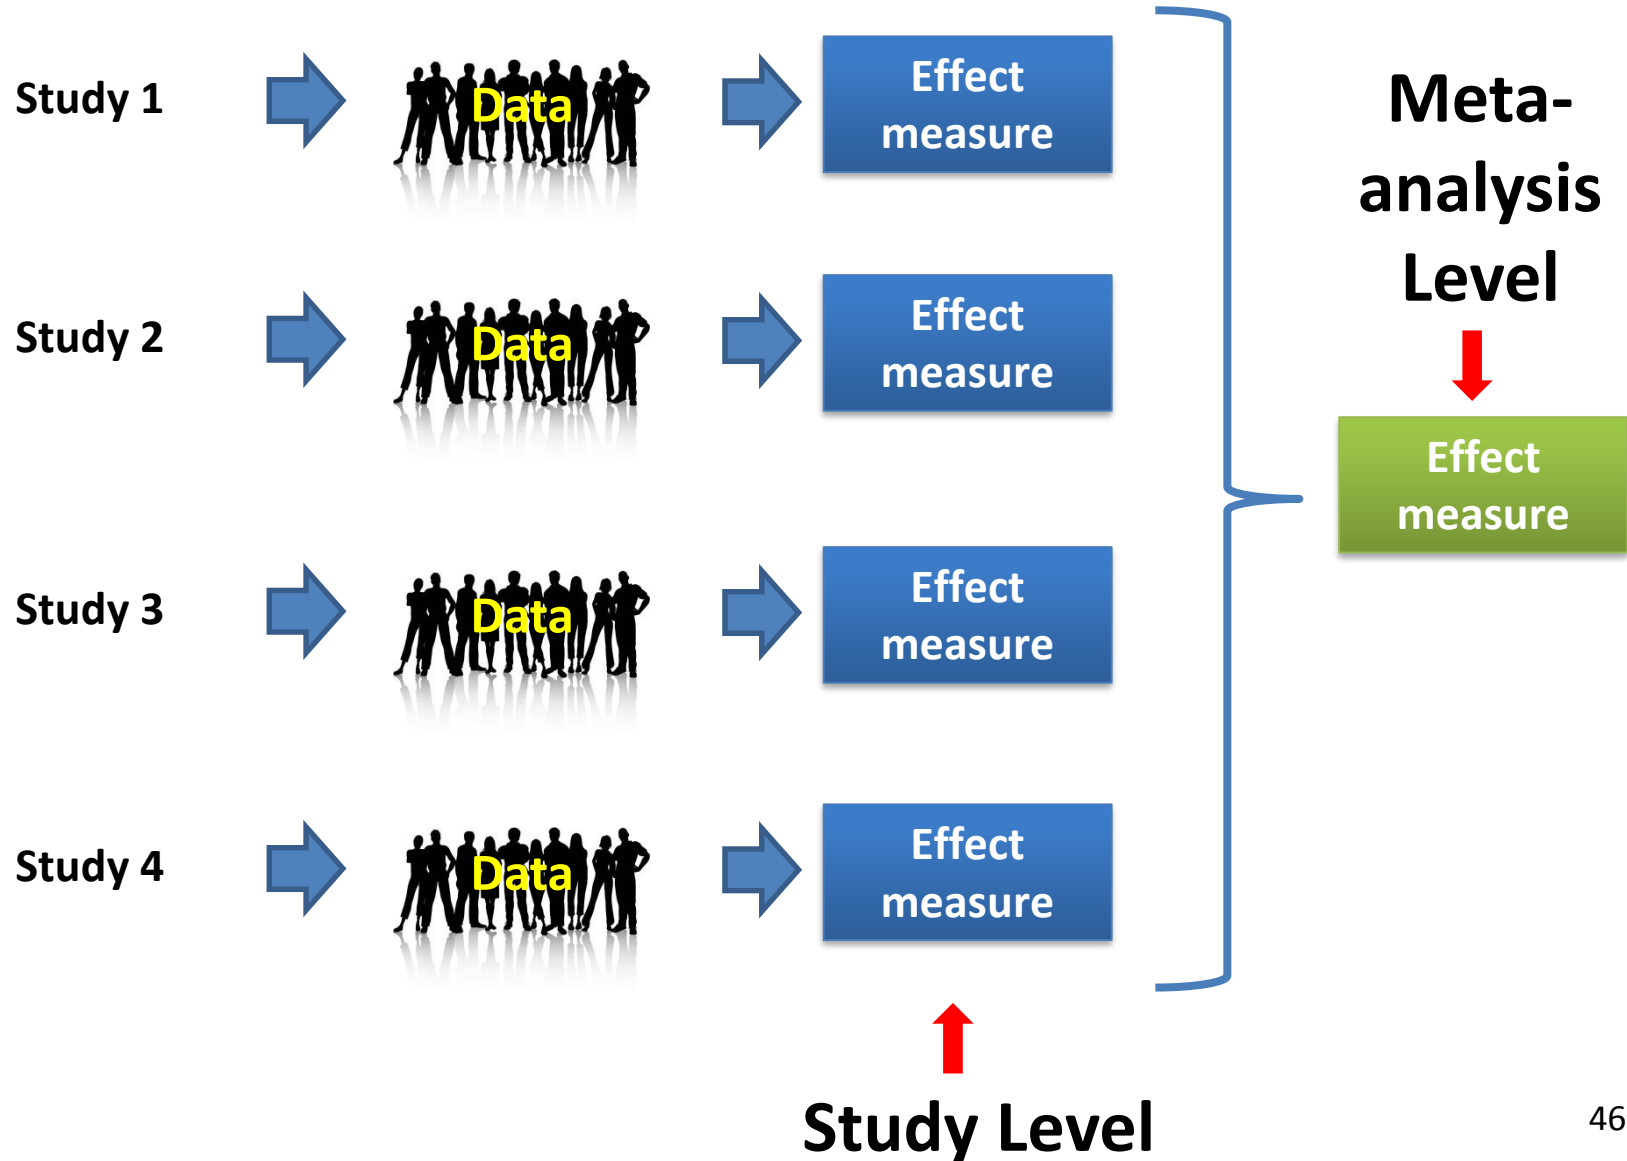 Study 1
Data
Effect
measure
Study 2
Data
Effect
measure
Study 3
Data
Effect
measure
Study 4
Data
Effect
measure
Meta-
analysis
Level
Effect
measure
Study Level
46